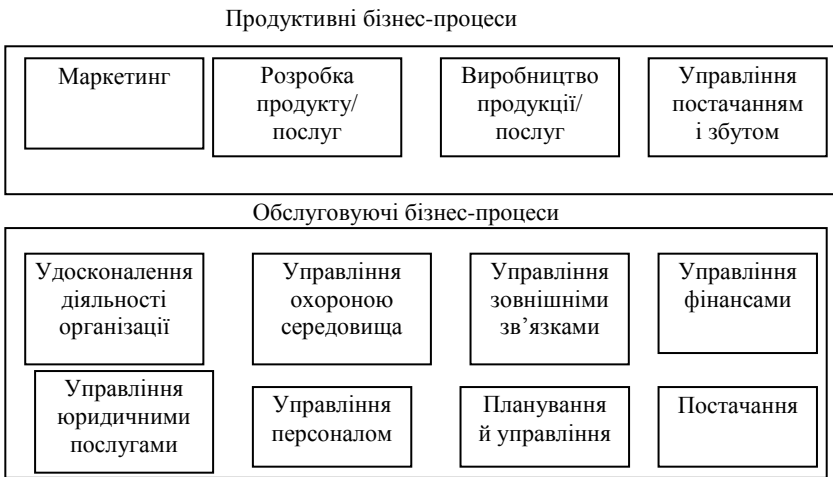 Продуктивні бізнес-процеси
Маркетинг
Розробка
продукту/
послуг
Виробництво
продукції/
послуг
Управління
постачанням
і збутом
Обслуговуючі бізнес-процеси
Удосконалення
діяльності
організації
Управління
охороною
середовища
Управління
зовнішніми
зв’язками
Управління
фінансами
Управління
юридичними
послугами
Управління
персоналом
Планування
й управління
Постачання